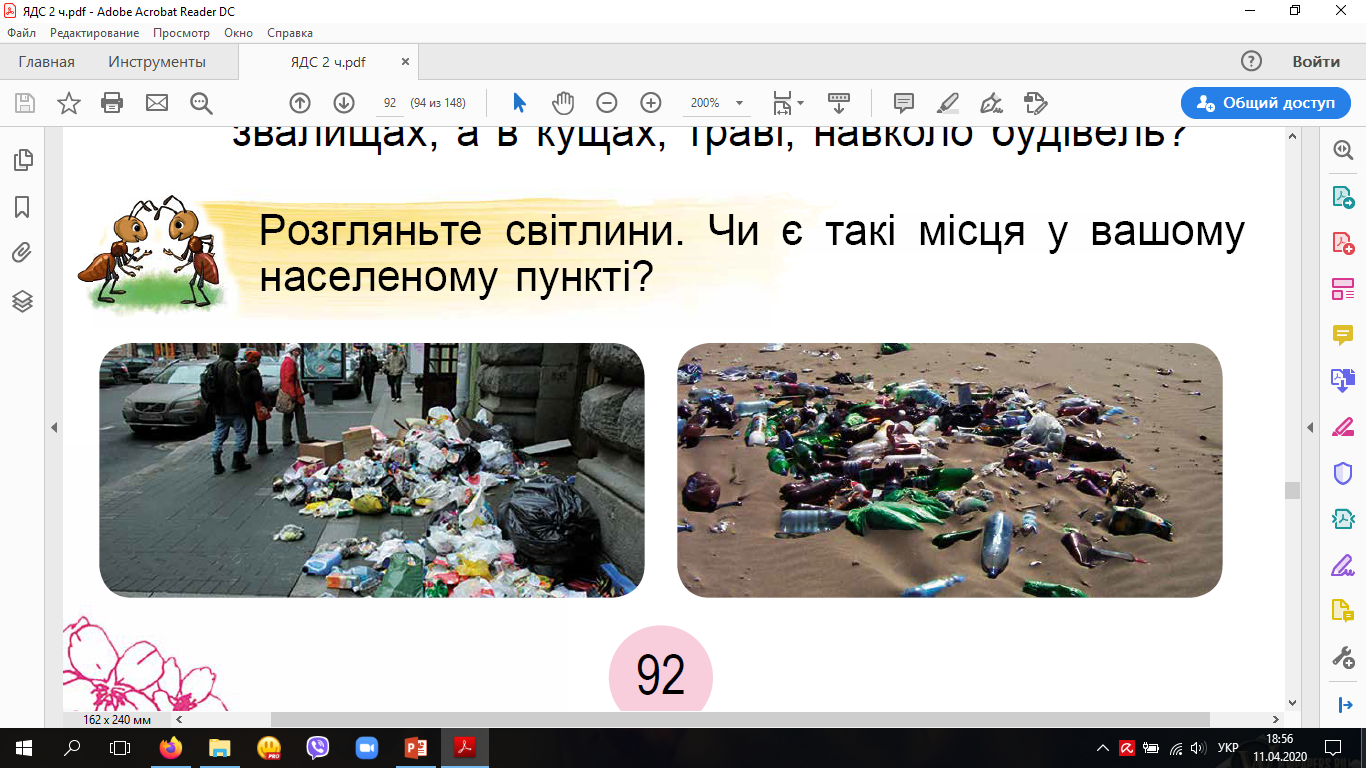 ЯДС 2 ч.pdf - Adobe Acrobat Reader DC
Файл Редактирование Просмотр Окно Справка
Главная Инструменты ЯДС 2 ч.pdf × Войти
92 (94 из 148) 200% Общий доступ
звалищах, а в кущах, траві, навколо будівель?
Розгляньте світлини. Чи є такі місця у вашому
населеному пункті?
92
162 x 240 мм
PRO УКР 18:56
11.04.2020